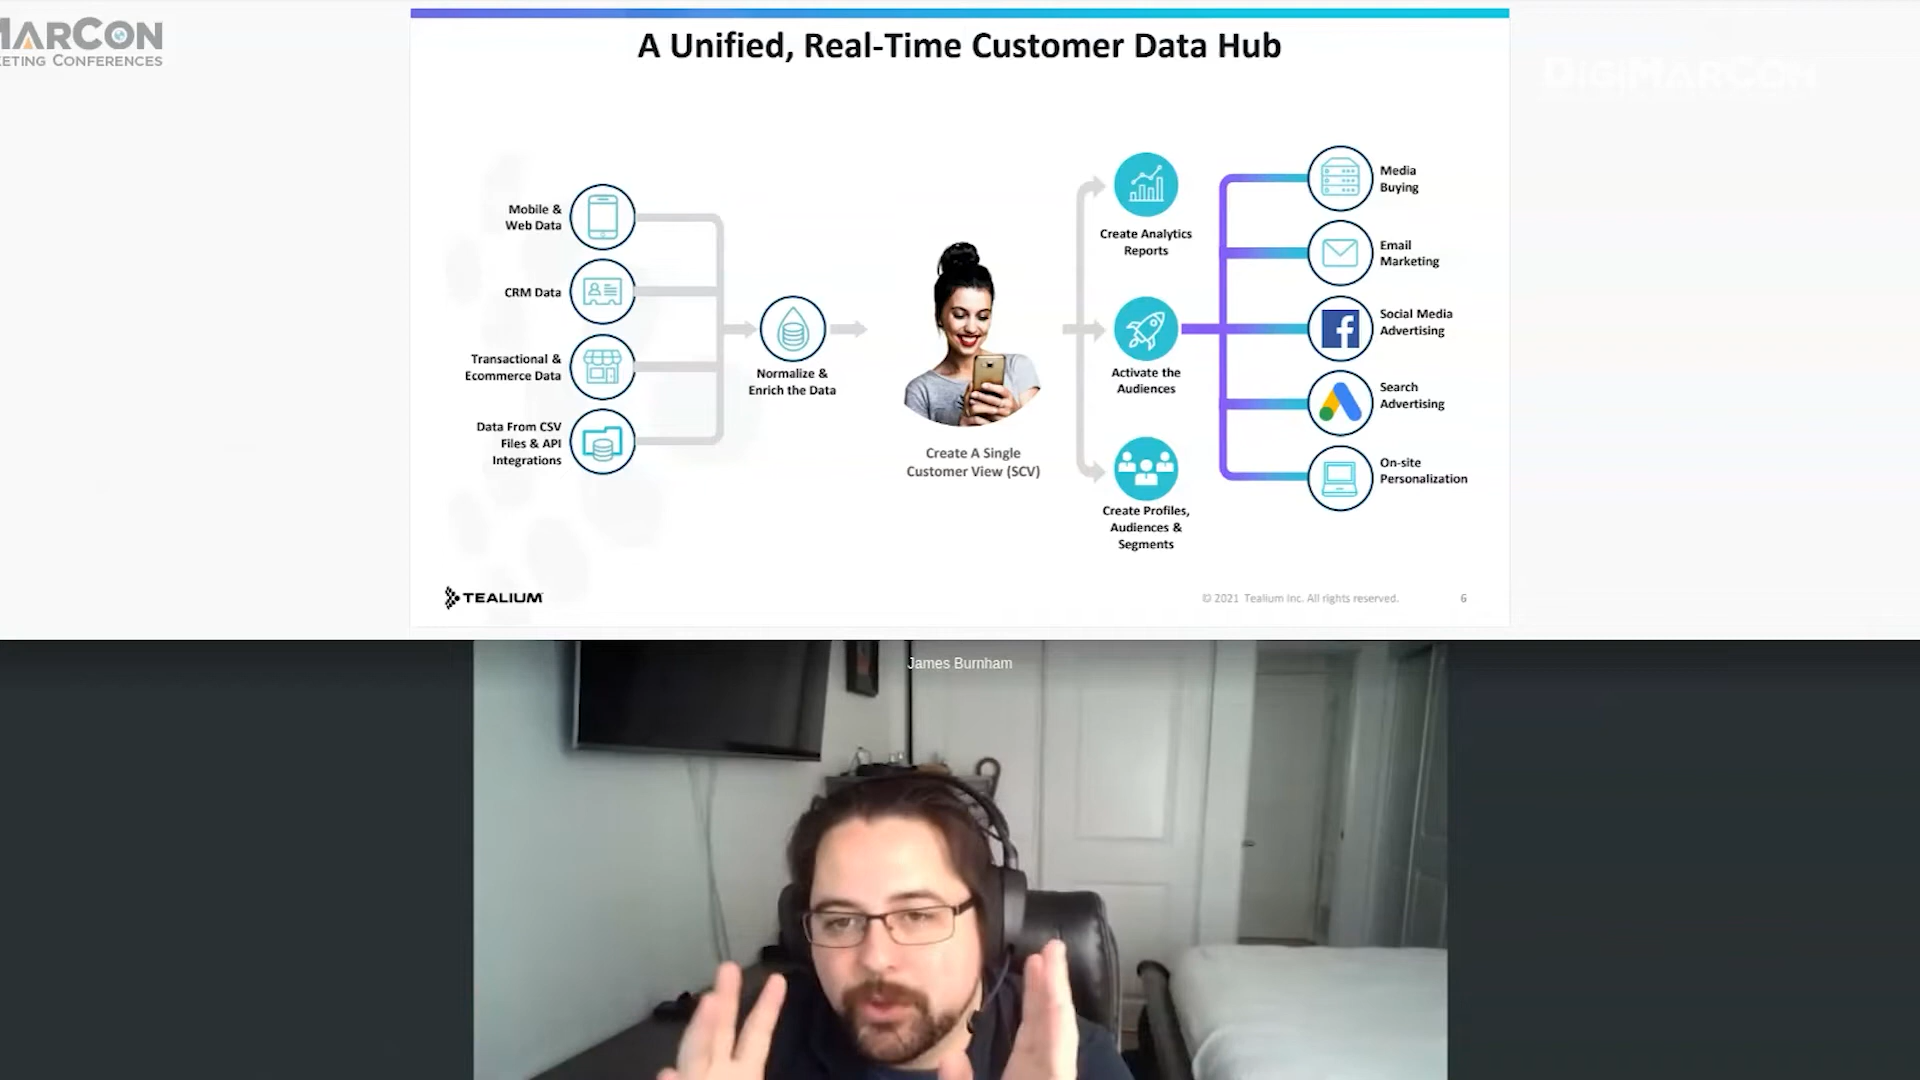 MARCON
ETING CONFERENCES
DIGIMARCON
A Unified, Real-Time Customer Data Hub
Mobile &
Web Data
CRM Data
Transactional &
Ecommerce Data
Data From CSV
Files & API
Integrations
Normalize &
Enrich the Data
Create A Single
Customer View (SCV)
Create Analytics
Reports
Activate the
Audiences
Create Profiles,
Audiences &
Segments
Media
Buying
Email
Marketing
Social Media
Advertising
Search
Advertising
On-site
Personalization
TEALIUM
© 2021 Tealium Inc. All rights reserved.
6
James Burnham